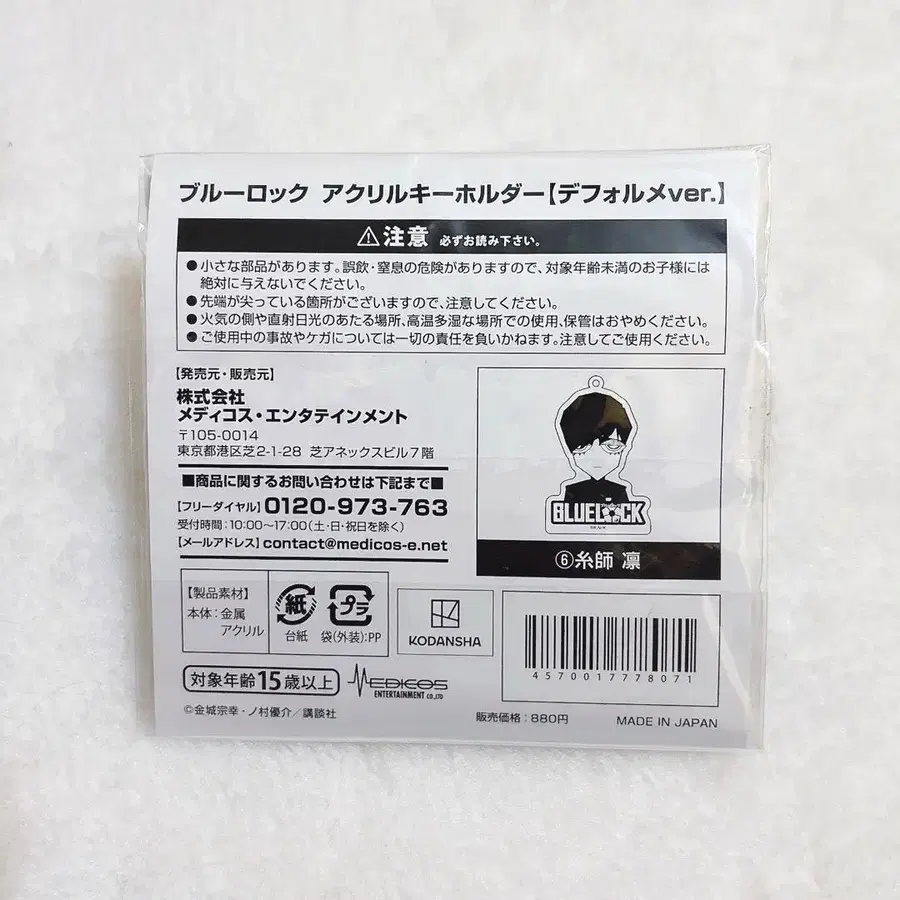 ブルーロック アクリルキーホルダー【デフォルメver.】
注意 必ずお読み下さい。
●小さな部品があります。誤飲・窒息の危険がありますので、対象年齢未満のお子様には
絶対に与えないでください。
●先端が尖っている箇所がございますので、注意してください。
●火気の側や直射日光のあたる場所、高温多湿な場所での使用、保管はおやめください。
●ご使用中の事故やケガについては一切の責任を負いかねます。注意してご使用ください。
【発売元・販売元】
株式会社
メディコス・エンタテインメント
〒105-0014
東京都港区芝2-1-28 芝アネックスビル7階
■商品に関するお問い合わせは下記まで■
【フリーダイヤル】0120-973-763
受付時間:10:00〜17:00(土・日・祝日を除く)
【メールアドレス】contact@medicos-e.net
BLUELOCK
⑥糸師 凛
【製品素材】
本体:金属
アクリル
紙
台紙
プラ
袋(外装):PP
KODANSHA
4570017778071
対象年齢15歳以上
MEDICOS
ENTERTAINMENT CO.,LTD
©金城宗幸・ノ村優介/講談社
販売価格:880円
MADE IN JAPAN